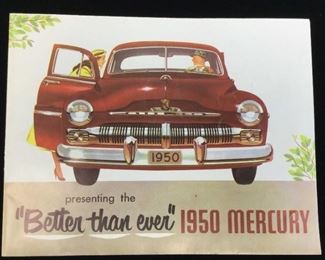 1950
presenting the
"Better than ever" 1950 MERCURY